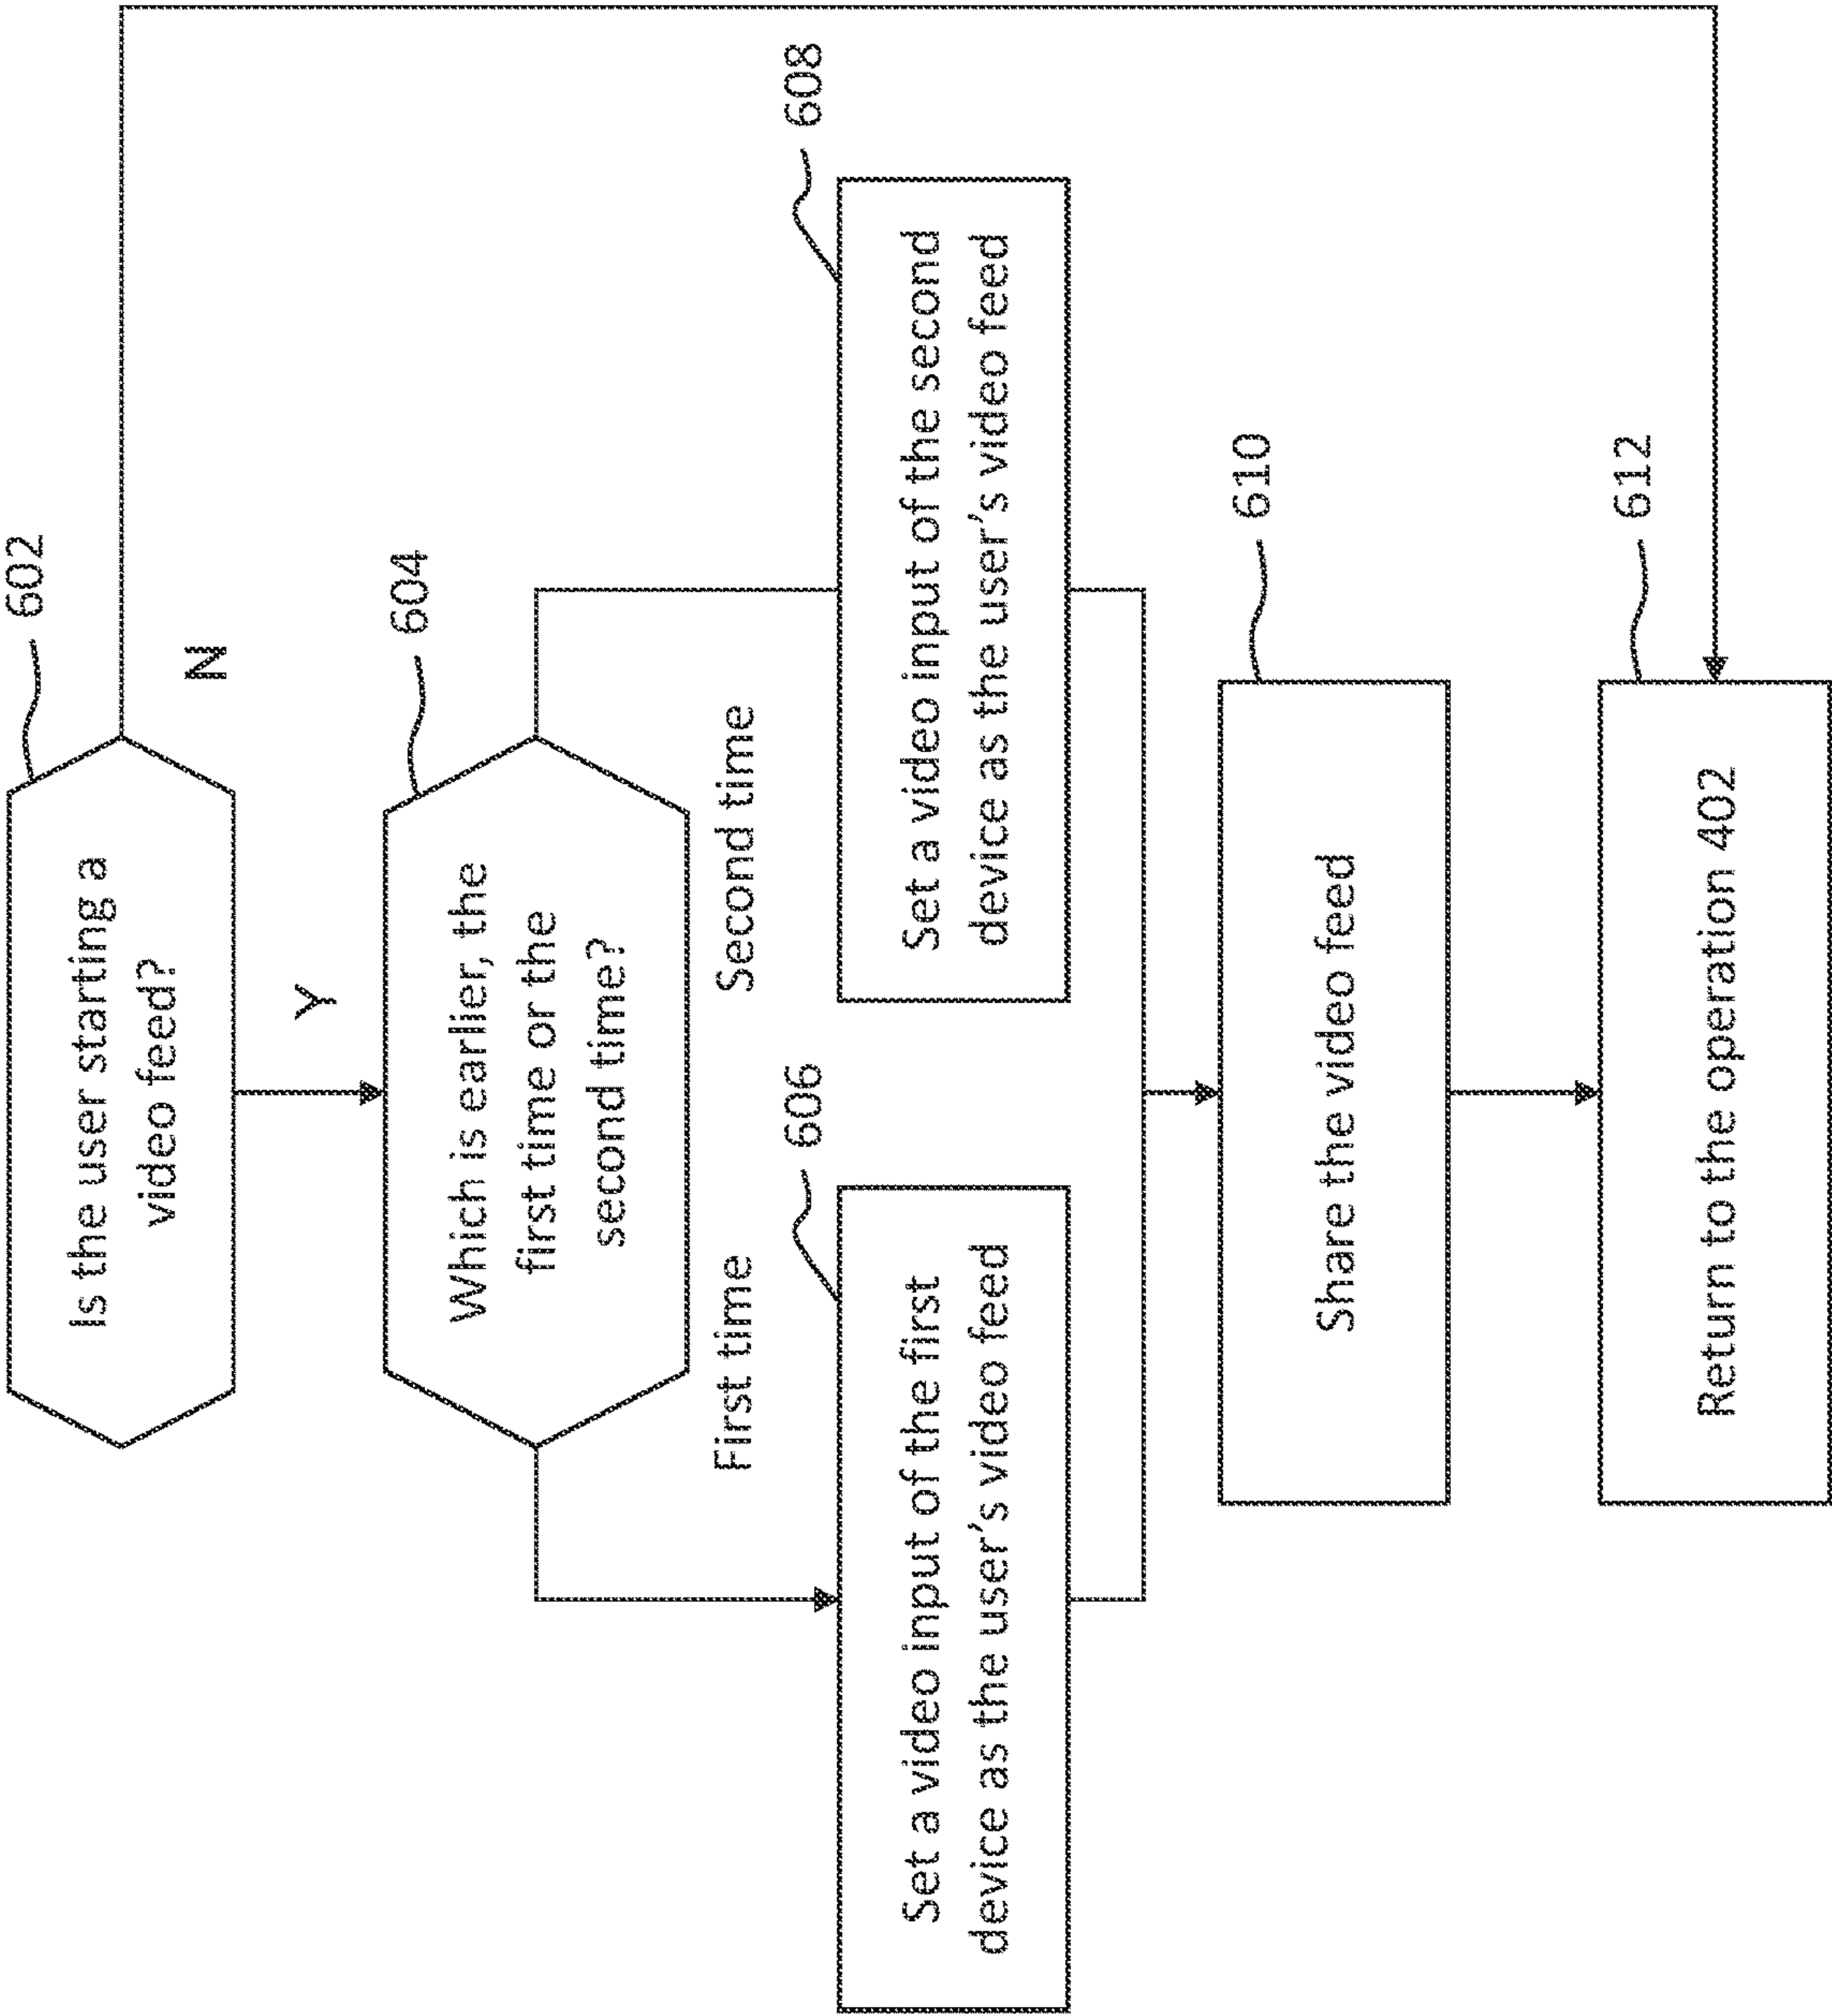 602
Is the user starting a
video feed?
N
Y
604
Which is earlier, the
first time or the
second time?
First time
Second time
606
Set a video input of the first
device as the user's video feed
608
Set a video input of the second
device as the user's video feed
610
Share the video feed
612
Return to the operation 402